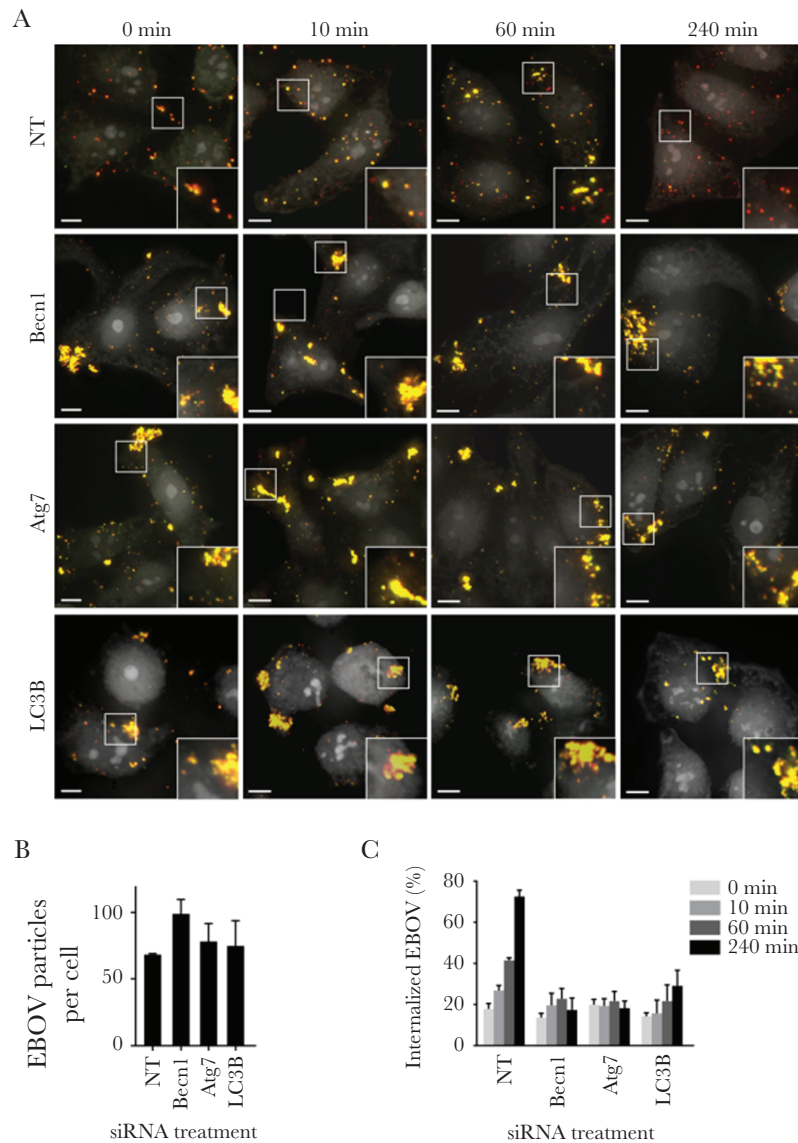 A
0 min 10 min 60 min 240 min
NT
Becn1
Atg7
LC3B
B
EBOV particles
per cell
100
50
0
NT Becn1 Atg7 LC3B
siRNA treatment
C
Internalized EBOV (%)
80
60
40
20
0
NT Becn1 Atg7 LC3B
siRNA treatment
0 min
10 min
60 min
240 min